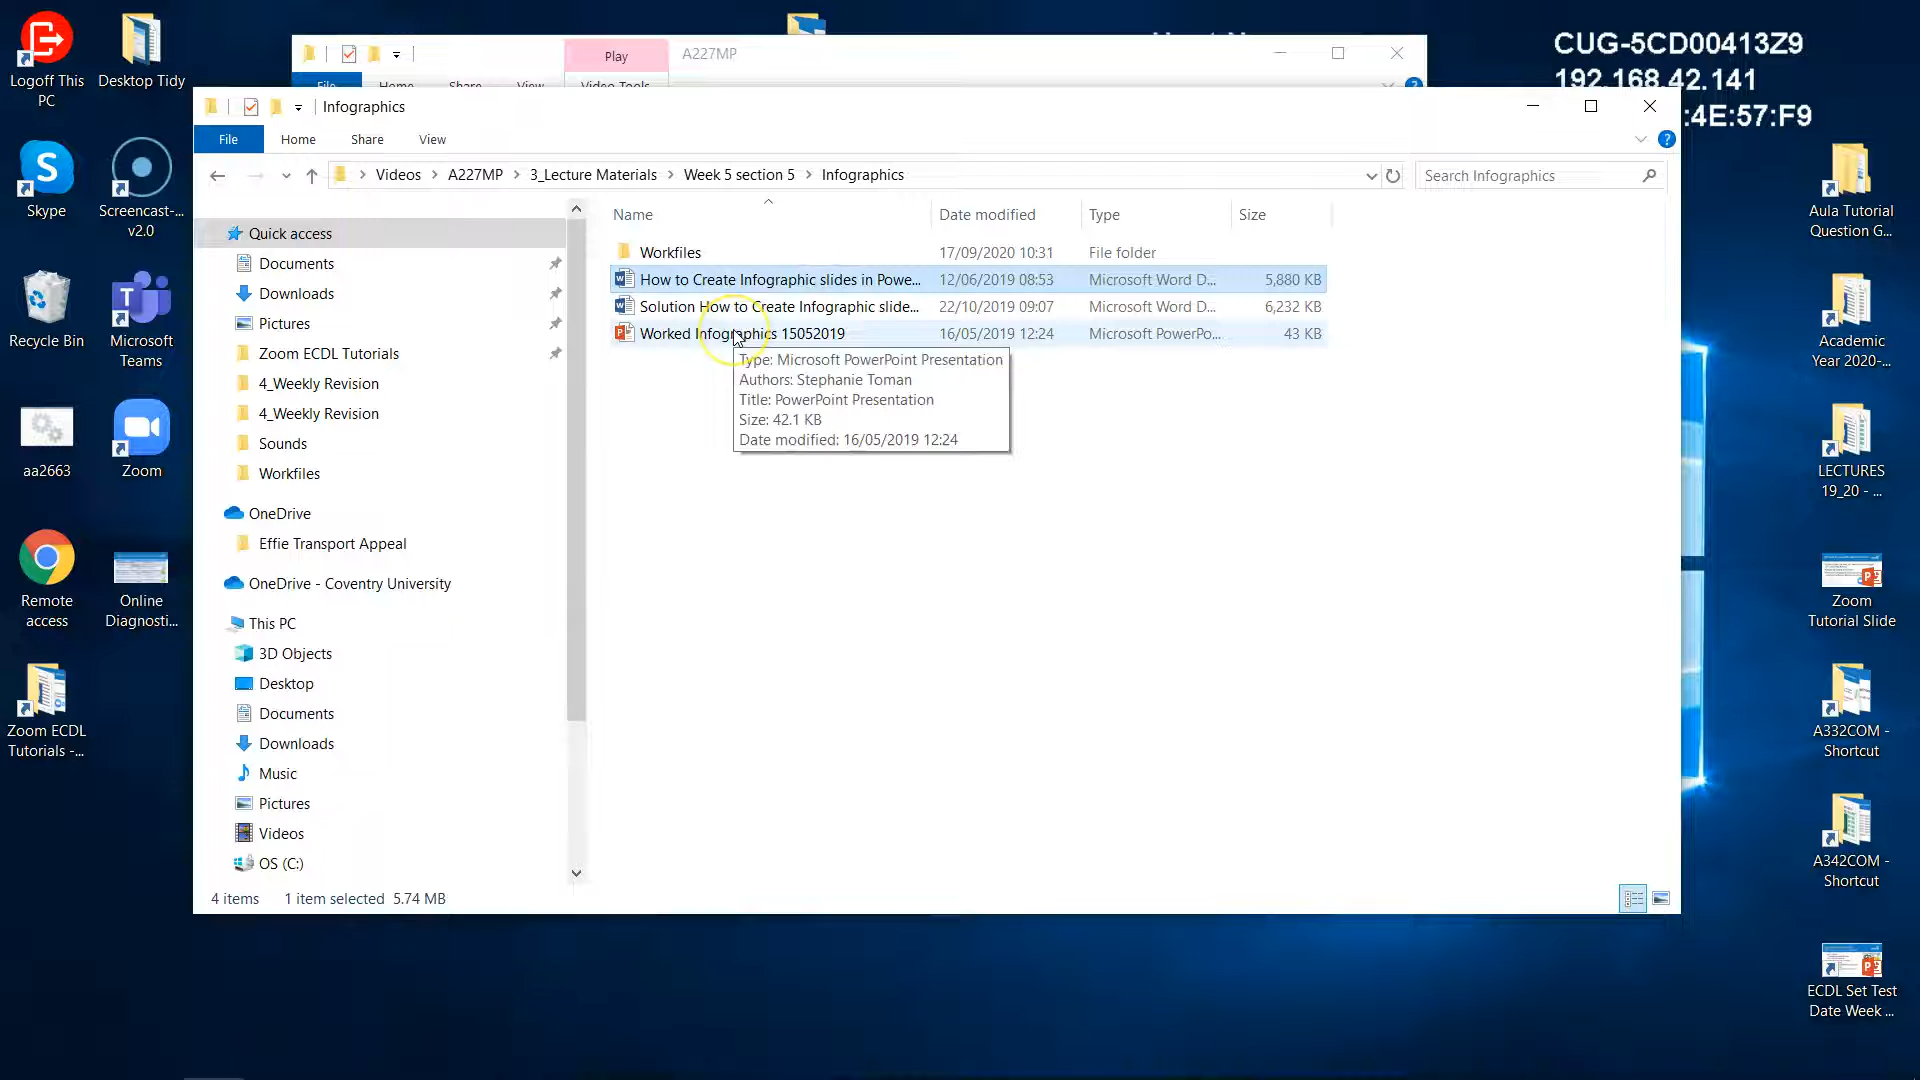 Logoff This PC
Desktop Tidy
Skype
Screencast-... v2.0
Recycle Bin
Microsoft Teams
aa2663
Zoom
Remote access
Online Diagnosti...
Zoom ECDL Tutorials -...
Play
A227MP
File
Home
Share
View
Video Tools
CUG-5CD00413Z9
192.168.42.141
:4E:57:F9
Infographics
File
Home
Share
View
Videos
A227MP
3_Lecture Materials
Week 5 section 5
Infographics
Search Infographics
Quick access
Documents
Downloads
Pictures
Zoom ECDL Tutorials
4_Weekly Revision
4_Weekly Revision
Sounds
Workfiles
OneDrive
Effie Transport Appeal
OneDrive - Coventry University
This PC
3D Objects
Desktop
Documents
Downloads
Music
Pictures
Videos
OS (C:)
Name
Date modified
Type
Size
Workfiles 17/09/2020 10:31 File folder
How to Create Infographic slides in Powe... 12/06/2019 08:53 Microsoft Word D... 5,880 KB
Solution How to Create Infographic slide... 22/10/2019 09:07 Microsoft Word D... 6,232 KB
Worked Infographics 15052019 16/05/2019 12:24 Microsoft PowerPo... 43 KB
Type: Microsoft PowerPoint Presentation
Authors: Stephanie Toman
Title: PowerPoint Presentation
Size: 42.1 KB
Date modified: 16/05/2019 12:24
4 items
1 item selected 5.74 MB
Aula Tutorial Question G...
Academic Year 2020-...
LECTURES 19_20 - ...
Zoom Tutorial Slide
A332COM - Shortcut
A342COM - Shortcut
ECDL Set Test Date Week ...